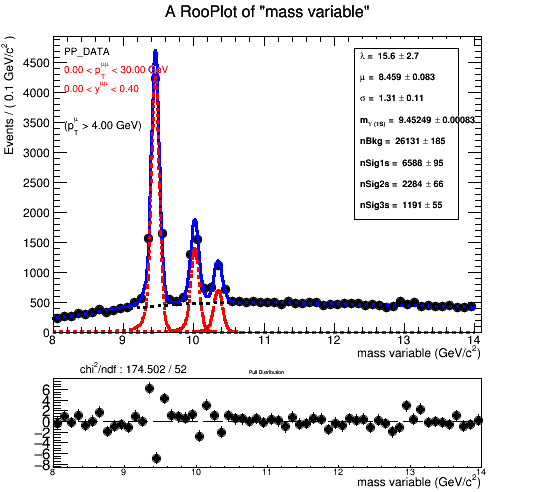 A RooPlot of "mass variable"
Events / ( 0.1 GeV/c² )
PP_DATA
0.00 < p_T^μμ < 30.00 GeV
0.00 < y^μμ < 0.40
(p_T^μ > 4.00 GeV)
λ = 15.6 ± 2.7
μ = 8.459 ± 0.083
σ = 1.31 ± 0.11
m_Υ (1S) = 9.45249 ± 0.00083
nBkg = 26131 ± 185
nSig1s = 6588 ± 95
nSig2s = 2284 ± 66
nSig3s = 1191 ± 55
4500
4000
3500
3000
2500
2000
1500
1000
500
0
8 9 10 11 12 13 14
mass variable (GeV/c²)
chi²/ndf : 174.502 / 52
Pull Distribution
6
4
2
0
−2
−4
−6
−8
8 9 10 11 12 13 14
mass variable (GeV/c²)